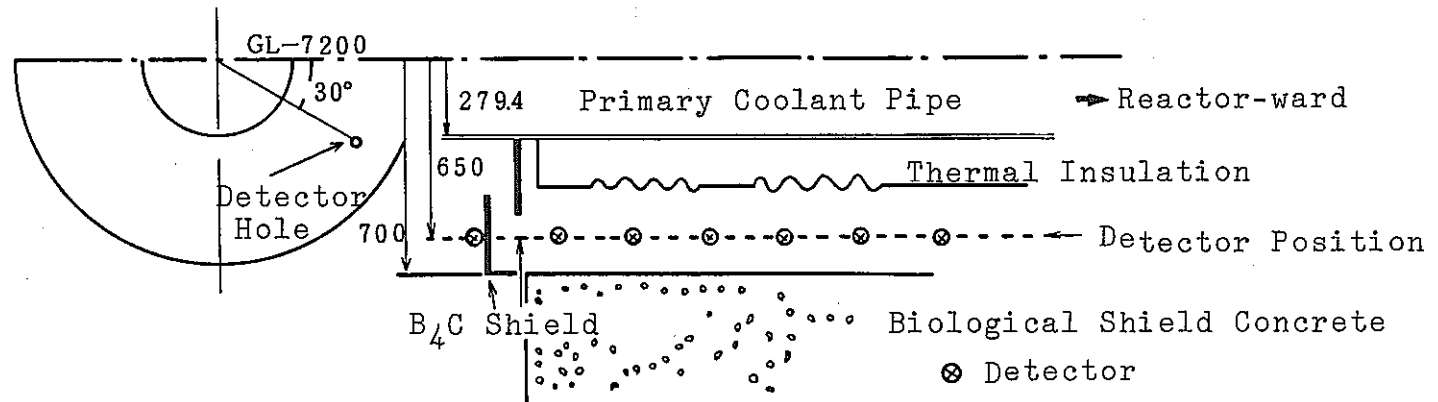 GL-7200
30°
279.4
Primary Coolant Pipe
Reactor-ward
650
Thermal Insulation
Detector
Hole
700
Detector Position
B₄C Shield
Biological Shield Concrete
Detector